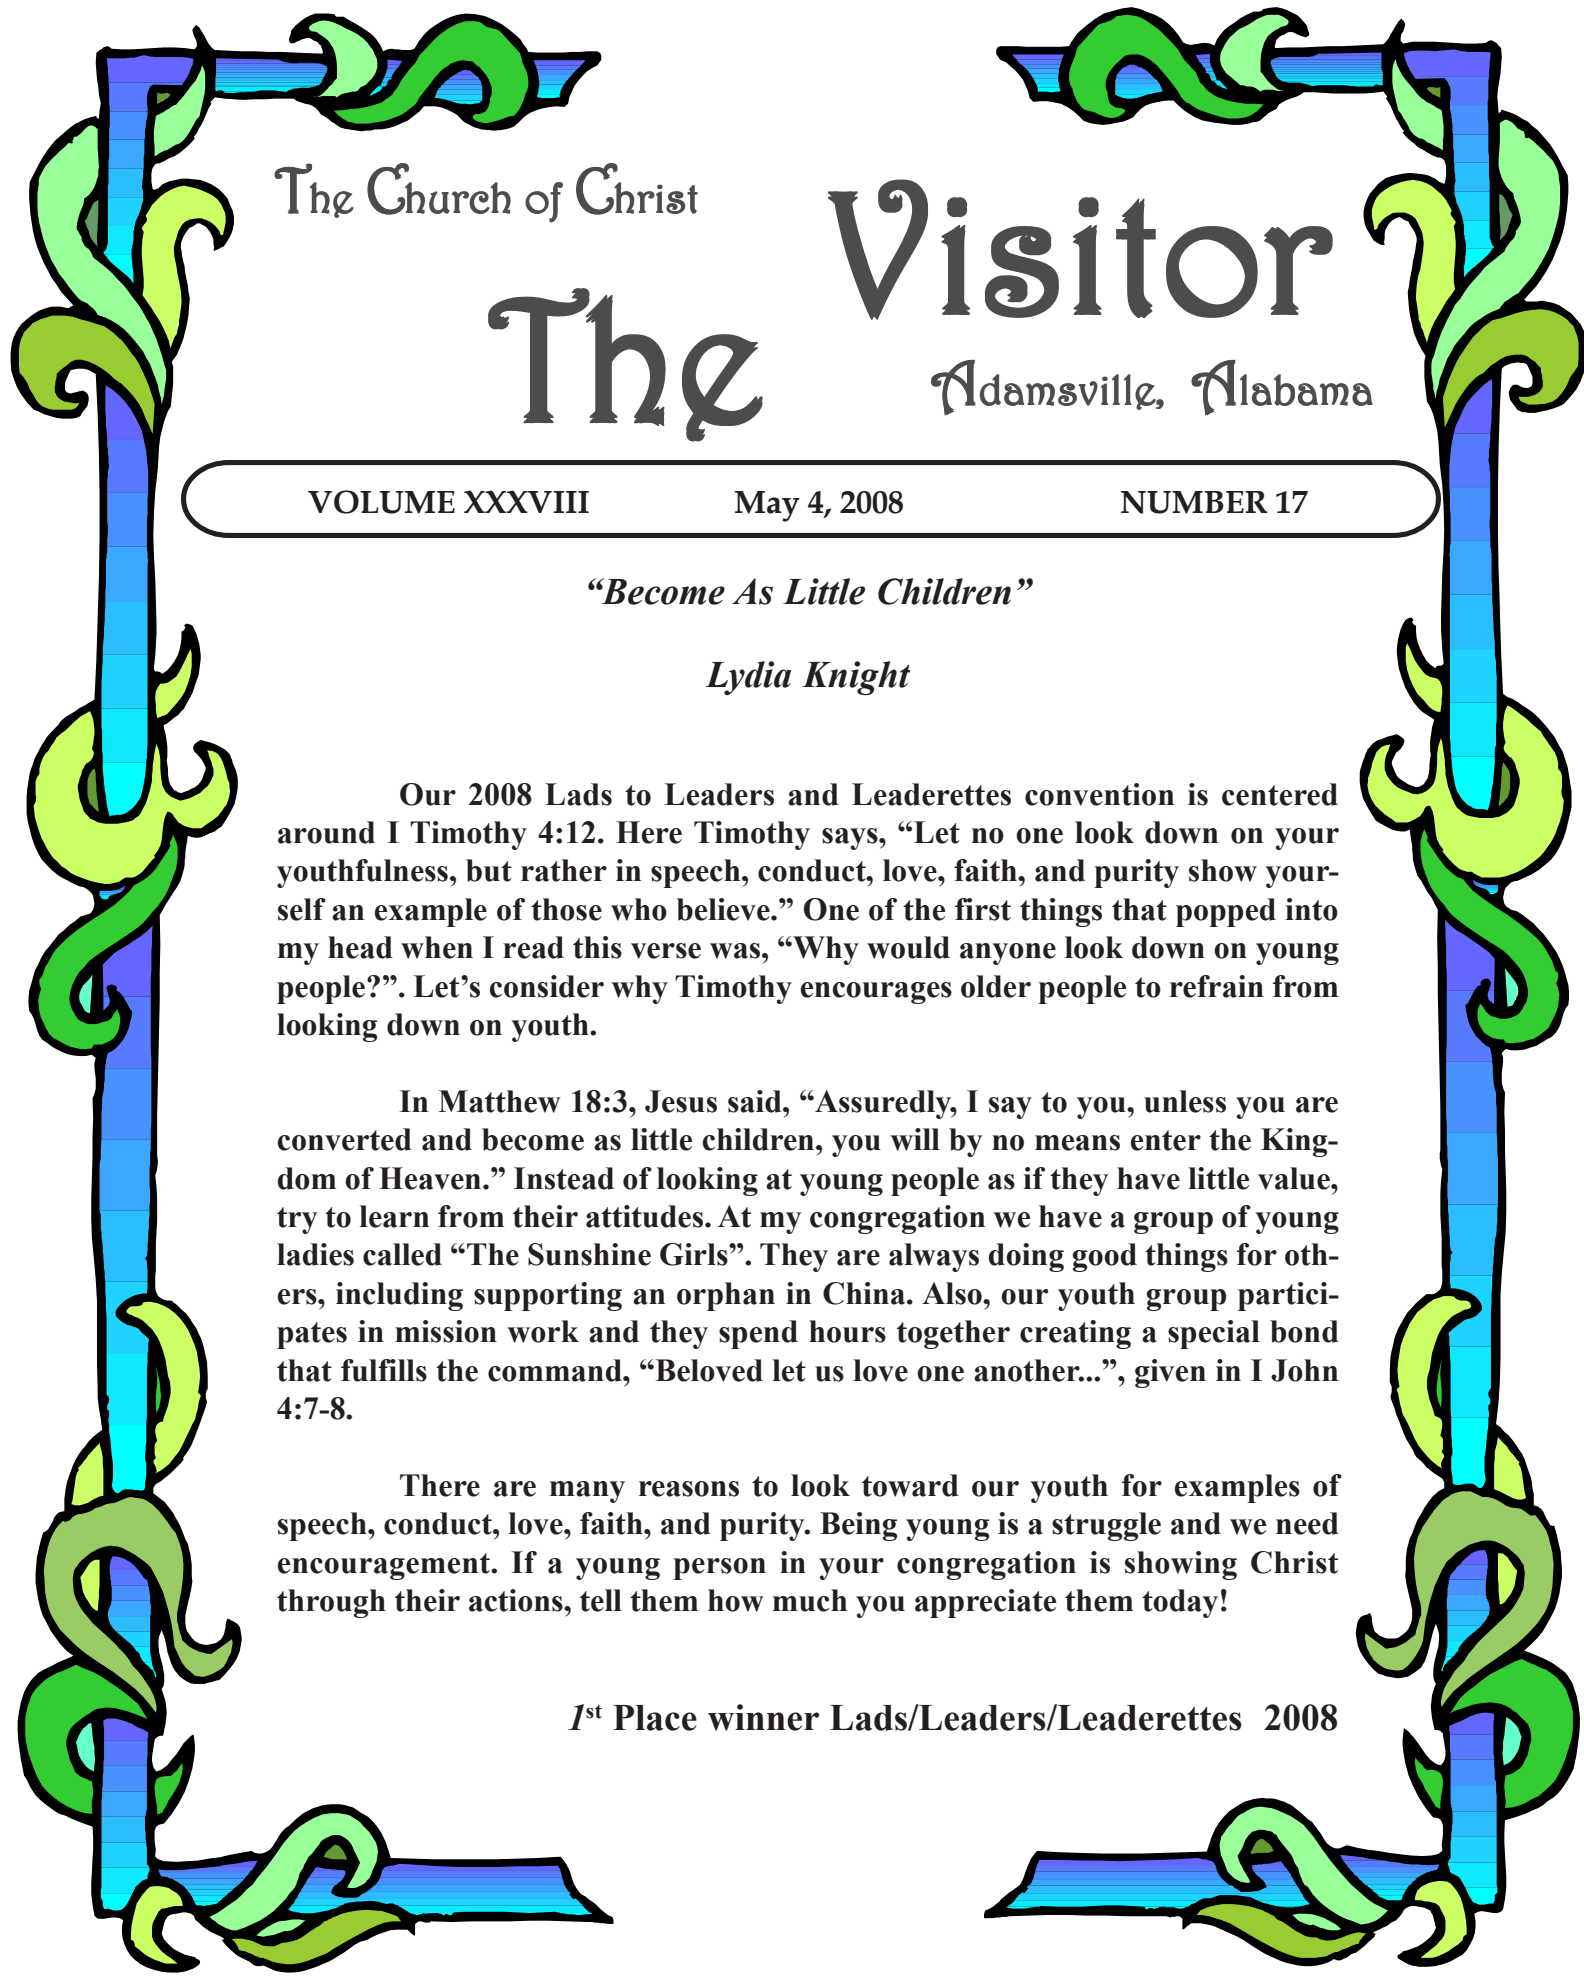 The Church of Christ
The Visitor
Adamsville, Alabama
VOLUME XXXVIII May 4, 2008 NUMBER 17
“Become As Little Children”
Lydia Knight
Our 2008 Lads to Leaders and Leaderettes convention is centered
around I Timothy 4:12. Here Timothy says, “Let no one look down on your
youthfulness, but rather in speech, conduct, love, faith, and purity show your-
self an example of those who believe.” One of the first things that popped into
my head when I read this verse was, “Why would anyone look down on young
people?”. Let’s consider why Timothy encourages older people to refrain from
looking down on youth.
In Matthew 18:3, Jesus said, “Assuredly, I say to you, unless you are
converted and become as little children, you will by no means enter the King-
dom of Heaven.” Instead of looking at young people as if they have little value,
try to learn from their attitudes. At my congregation we have a group of young
ladies called “The Sunshine Girls”. They are always doing good things for oth-
ers, including supporting an orphan in China. Also, our youth group partici-
pates in mission work and they spend hours together creating a special bond
that fulfills the command, “Beloved let us love one another...”, given in I John
4:7-8.
There are many reasons to look toward our youth for examples of
speech, conduct, love, faith, and purity. Being young is a struggle and we need
encouragement. If a young person in your congregation is showing Christ
through their actions, tell them how much you appreciate them today!
1st Place winner Lads/Leaders/Leaderettes 2008